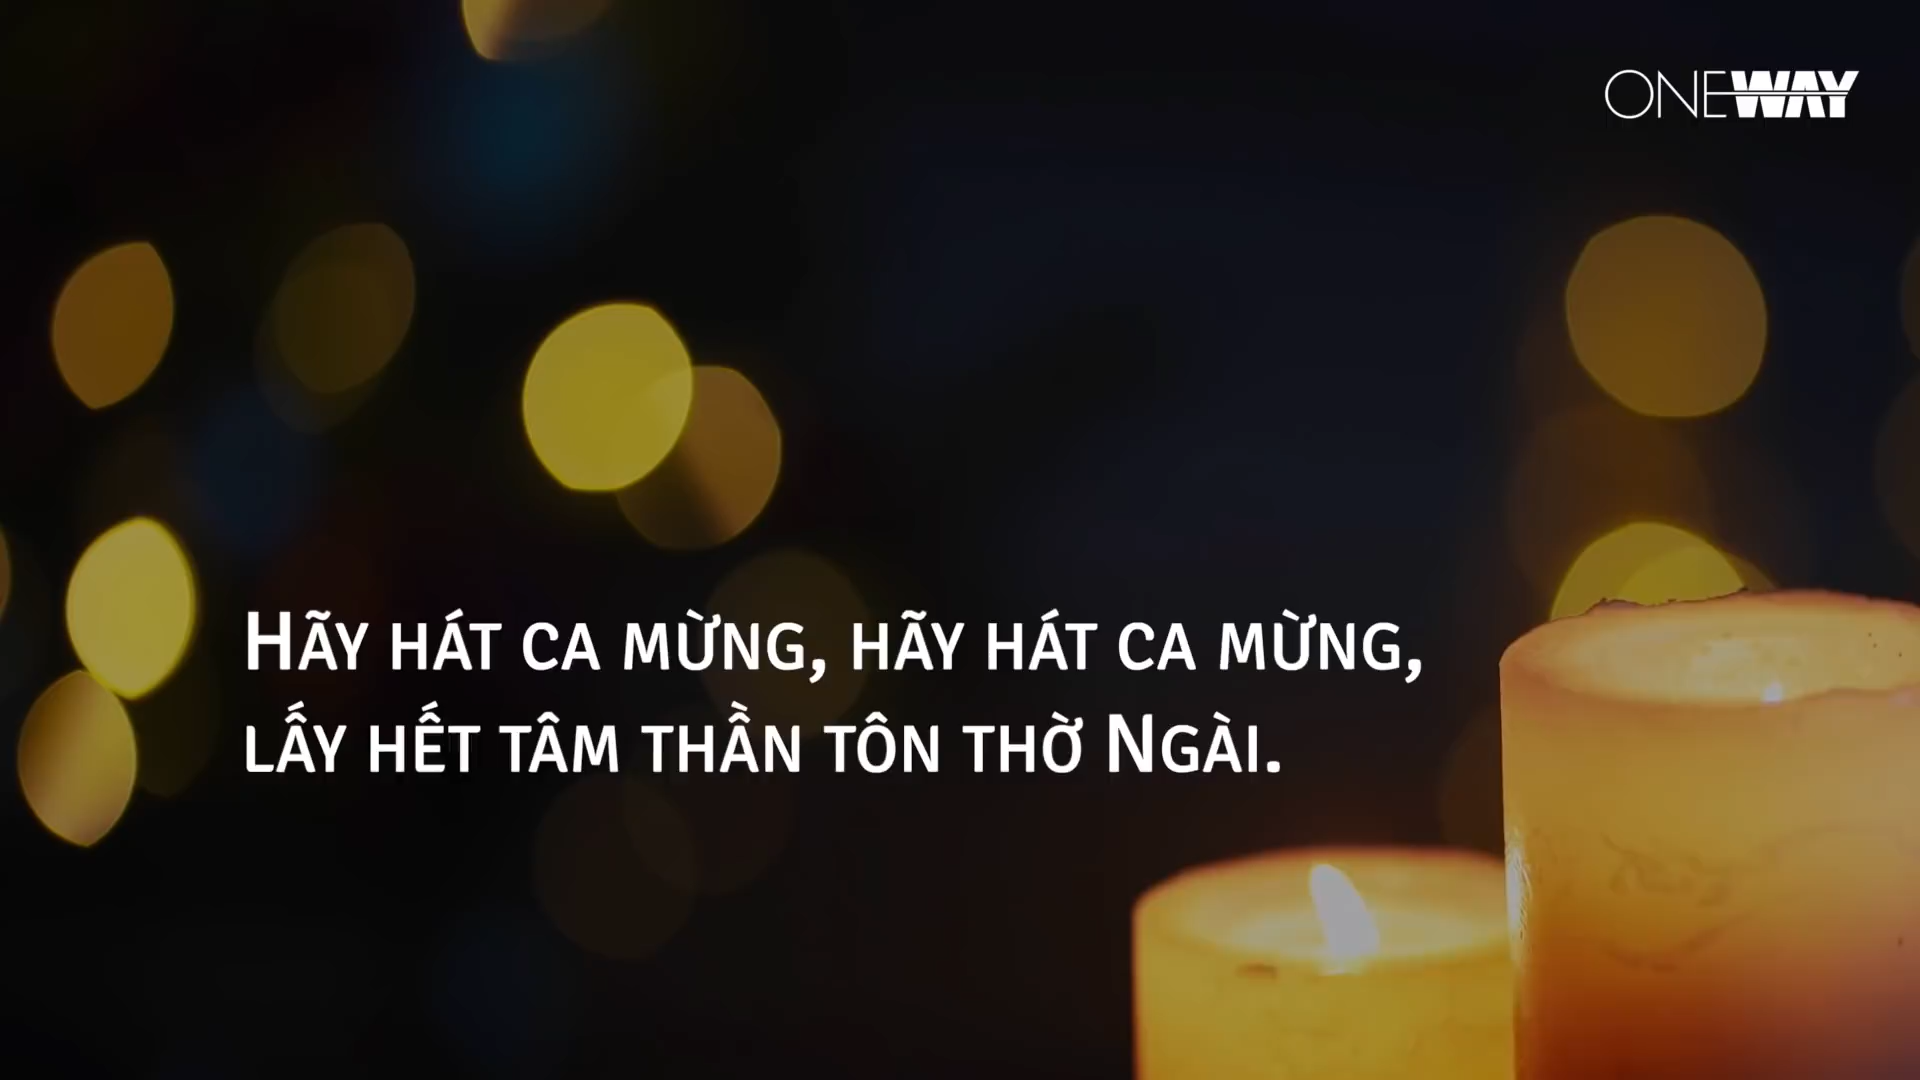 ONEWAY
Hãy hát ca mừng, hãy hát ca mừng,
lấy hết tâm thần tôn thờ Ngài.